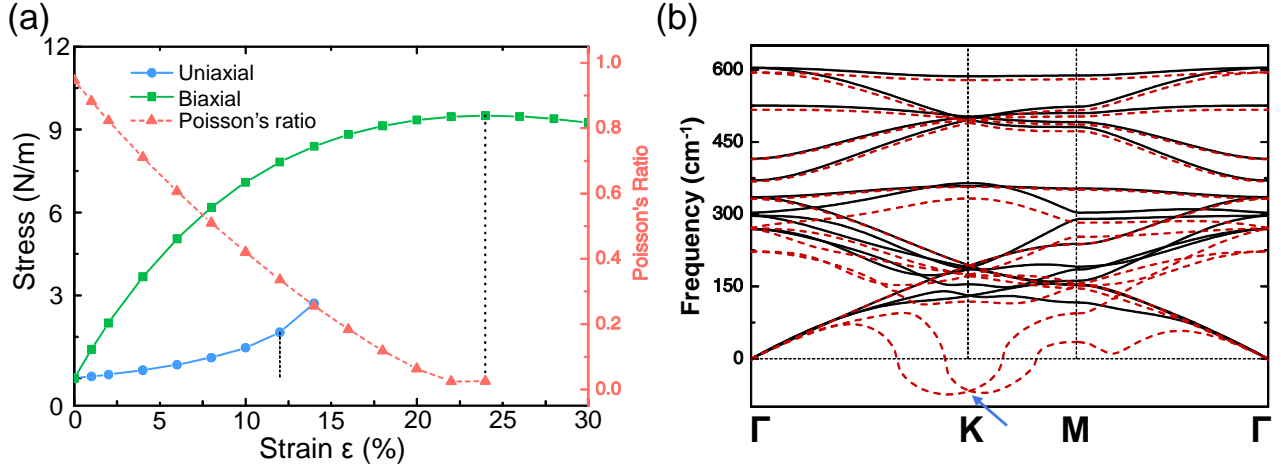 (a)
12
9
6
3
0
Stress (N/m)
Uniaxial
Biaxial
Poisson's ratio
1.0
0.8
0.6
0.4
0.2
0.0
Poisson's Ratio
0 5 10 15 20 25 30
Strain ε (%)
(b)
600
450
300
150
0
Frequency (cm⁻¹)
Γ K M Γ